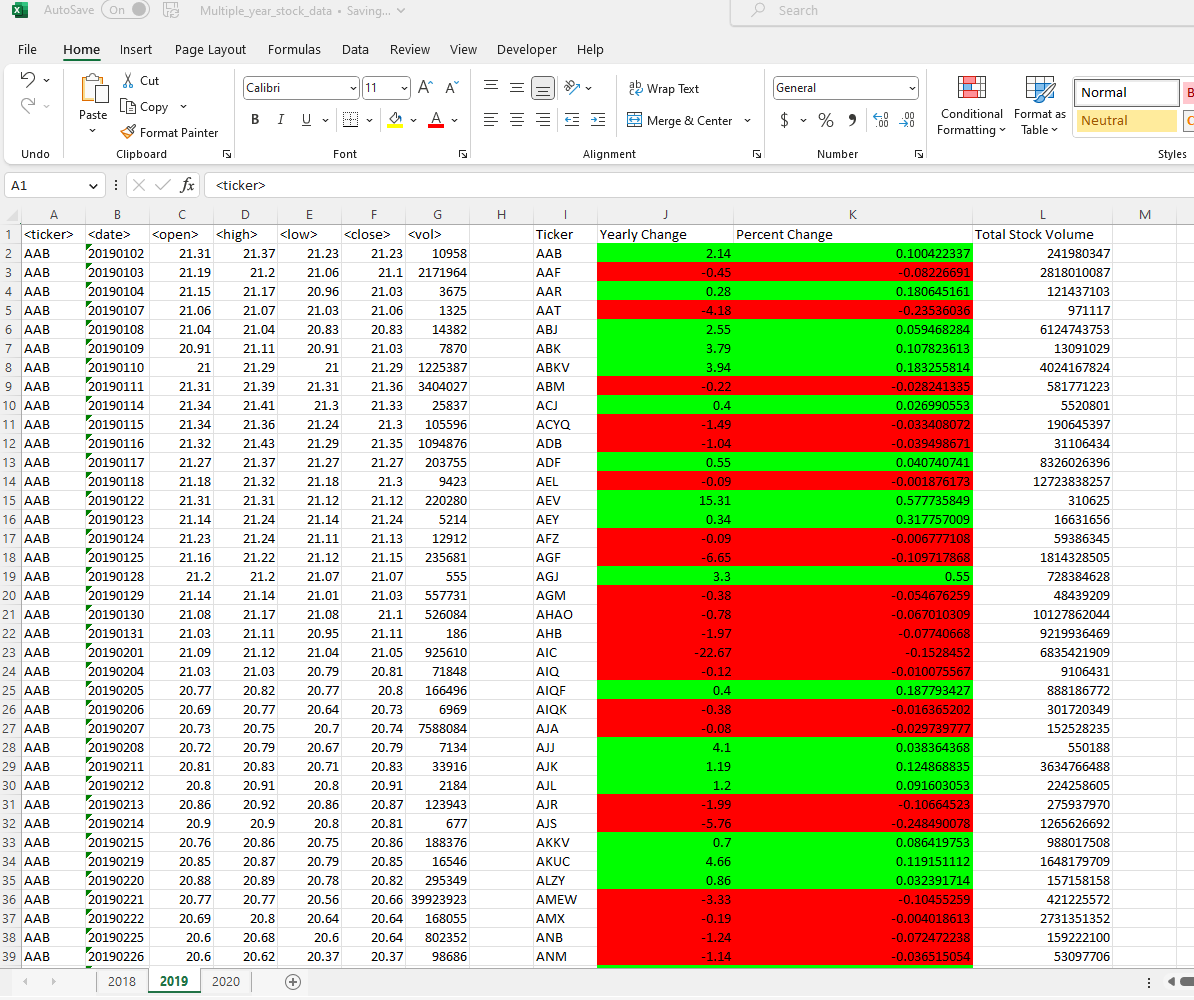 AutoSave On Multiple_year_stock_data • Saving... Search
File Home Insert Page Layout Formulas Data Review View Developer Help
Cut
Calibri 11 Wrap Text General Normal B
Paste Copy Conditional Format as
Merge & Center $ % Neutral C
Format Painter Formatting Table
Undo Clipboard Font Alignment Number Styles
A1 fx <ticker>
A B C D E F G H I J K L M
1 <ticker> <date> <open> <high> <low> <close> <vol> Ticker Yearly Change Percent Change Total Stock Volume
2 AAB 20190102 21.31 21.37 21.23 21.23 10958 AAB 2.14 0.100422337 241980347
3 AAB 20190103 21.19 21.2 21.06 21.1 2171964 AAF -0.45 -0.08226691 2818010087
4 AAB 20190104 21.15 21.17 20.96 21.03 3675 AAR 0.28 0.180645161 121437103
5 AAB 20190107 21.06 21.07 21.03 21.06 1325 AAT -4.18 -0.23536036 971117
6 AAB 20190108 21.04 21.04 20.83 20.83 14382 ABJ 2.55 0.059468284 6124743753
7 AAB 20190109 20.91 21.11 20.91 21.03 7870 ABK 3.79 0.107823613 13091029
8 AAB 20190110 21 21.29 21 21.29 1225387 ABKV 3.94 0.183255814 4024167824
9 AAB 20190111 21.31 21.39 21.31 21.36 3404027 ABM -0.22 -0.028241335 581771223
10 AAB 20190114 21.34 21.41 21.3 21.33 25837 ACJ 0.4 0.026990553 5520801
11 AAB 20190115 21.34 21.36 21.24 21.3 105596 ACYQ -1.49 -0.033408072 190645397
12 AAB 20190116 21.32 21.43 21.29 21.35 1094876 ADB -1.04 -0.039498671 31106434
13 AAB 20190117 21.27 21.37 21.27 21.27 203755 ADF 0.55 0.040740741 8326026396
14 AAB 20190118 21.18 21.32 21.18 21.3 9423 AEL -0.09 -0.001876173 12723838257
15 AAB 20190122 21.31 21.31 21.12 21.12 220280 AEV 15.31 0.577735849 310625
16 AAB 20190123 21.14 21.24 21.14 21.24 5214 AEY 0.34 0.317757009 16631656
17 AAB 20190124 21.23 21.24 21.11 21.13 12912 AFZ -0.09 -0.006777108 59386345
18 AAB 20190125 21.16 21.22 21.12 21.15 235681 AGF -6.65 -0.109717868 1814328505
19 AAB 20190128 21.2 21.2 21.07 21.07 555 AGJ 3.3 0.55 728384628
20 AAB 20190129 21.14 21.14 21.01 21.03 557731 AGM -0.38 -0.054676259 48439209
21 AAB 20190130 21.08 21.17 21.08 21.1 526084 AHAO -0.78 -0.067010309 10127862044
22 AAB 20190131 21.03 21.11 20.95 21.11 186 AHB -1.97 -0.07740668 9219936469
23 AAB 20190201 21.09 21.12 21.04 21.05 925610 AIC -22.67 -0.1528452 6835421909
24 AAB 20190204 21.03 21.03 20.79 20.81 71848 AIQ -0.12 -0.010075567 9106431
25 AAB 20190205 20.77 20.82 20.77 20.8 166496 AIQF 0.4 0.187793427 888186772
26 AAB 20190206 20.69 20.77 20.64 20.73 6969 AIQK -0.38 -0.016365202 301720349
27 AAB 20190207 20.73 20.75 20.7 20.74 7588084 AJA -0.08 -0.029739777 152528235
28 AAB 20190208 20.72 20.79 20.67 20.79 7134 AJJ 4.1 0.038364368 550188
29 AAB 20190211 20.81 20.83 20.71 20.83 33916 AJK 1.19 0.124868835 3634766488
30 AAB 20190212 20.8 20.91 20.8 20.91 2184 AJL 1.2 0.091603053 224258605
31 AAB 20190213 20.86 20.92 20.86 20.87 123943 AJR -1.99 -0.10664523 275937970
32 AAB 20190214 20.9 20.9 20.8 20.81 677 AJS -5.76 -0.248490078 1265626692
33 AAB 20190215 20.76 20.86 20.75 20.86 188376 AKKV 0.7 0.086419753 988017508
34 AAB 20190219 20.85 20.87 20.79 20.85 16546 AKUC 4.66 0.119151112 1648179709
35 AAB 20190220 20.88 20.89 20.78 20.82 295349 ALZY 0.86 0.032391714 157158158
36 AAB 20190221 20.77 20.77 20.56 20.66 39923923 AMEW -3.33 -0.10455259 421225572
37 AAB 20190222 20.69 20.8 20.64 20.64 168055 AMX -0.19 -0.004018613 2731351352
38 AAB 20190225 20.6 20.68 20.6 20.64 802352 ANB -1.24 -0.072472238 159222100
39 AAB 20190226 20.6 20.62 20.37 20.37 98686 ANM -1.14 -0.036515054 53097706
2018 2019 2020